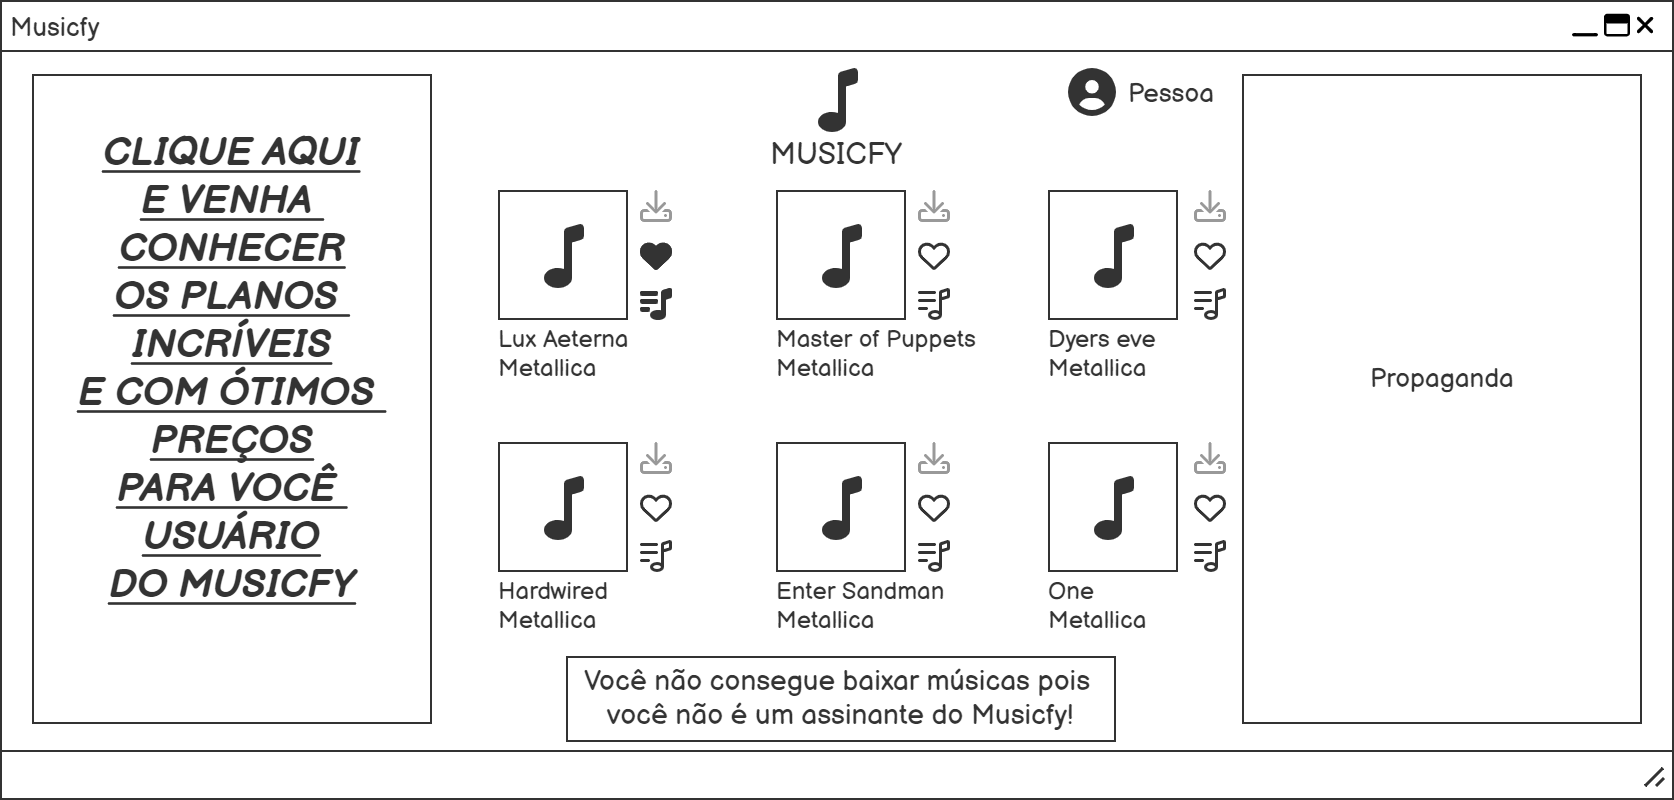 Musicfy
CLIQUE AQUI
E VENHA
CONHECER
OS PLANOS
INCRÍVEIS
E COM ÓTIMOS
PREÇOS
PARA VOCÊ
USUÁRIO
DO MUSICFY
MUSICFY
Pessoa
Lux Aeterna
Metallica
Master of Puppets
Metallica
Dyers eve
Metallica
Hardwired
Metallica
Enter Sandman
Metallica
One
Metallica
Você não consegue baixar músicas pois
você não é um assinante do Musicfy!
Propaganda